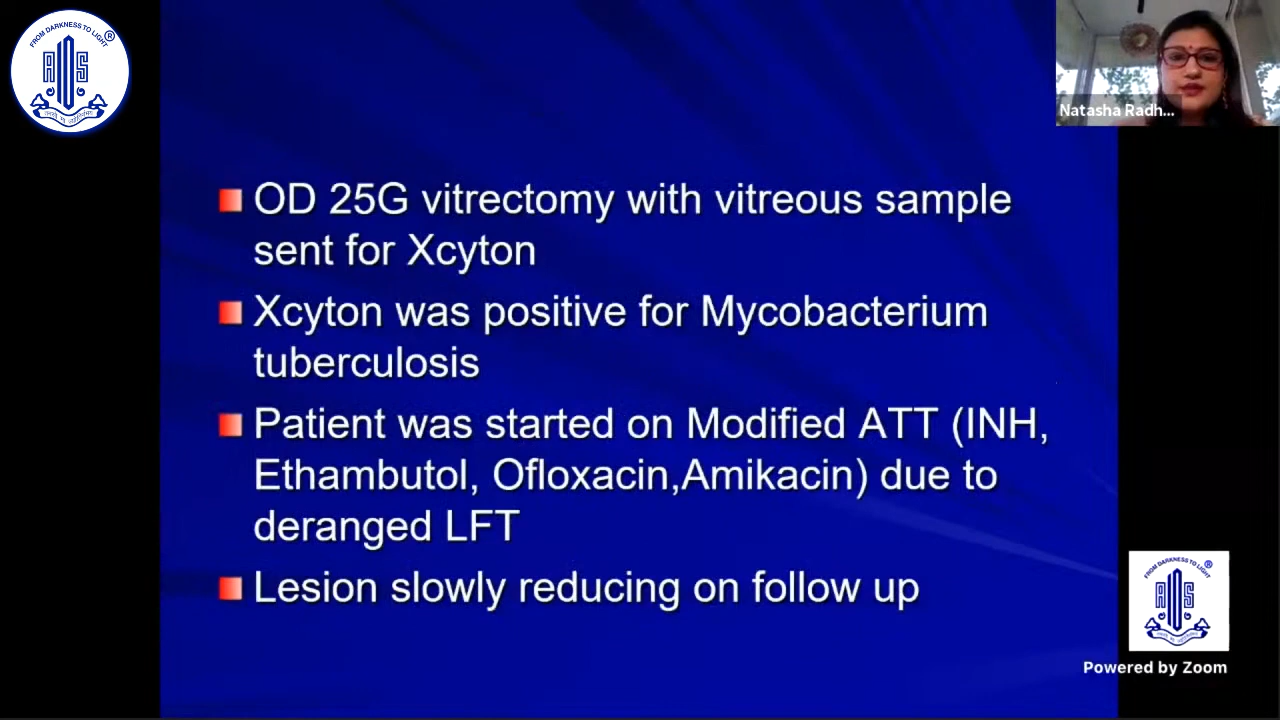 FROM DARKNESS TO LIGHT
®
AIOS
Natasha Radh...
OD 25G vitrectomy with vitreous sample
sent for Xcyton
Xcyton was positive for Mycobacterium
tuberculosis
Patient was started on Modified ATT (INH,
Ethambutol, Ofloxacin,Amikacin) due to
deranged LFT
Lesion slowly reducing on follow up
FROM DARKNESS TO LIGHT
®
AIOS
Powered by Zoom